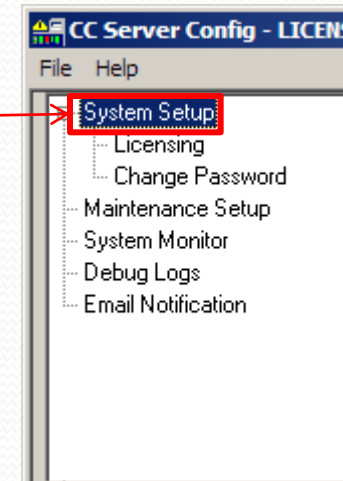 CC Server Config - LICENS
File Help
System Setup
Licensing
Change Password
Maintenance Setup
System Monitor
Debug Logs
Email Notification